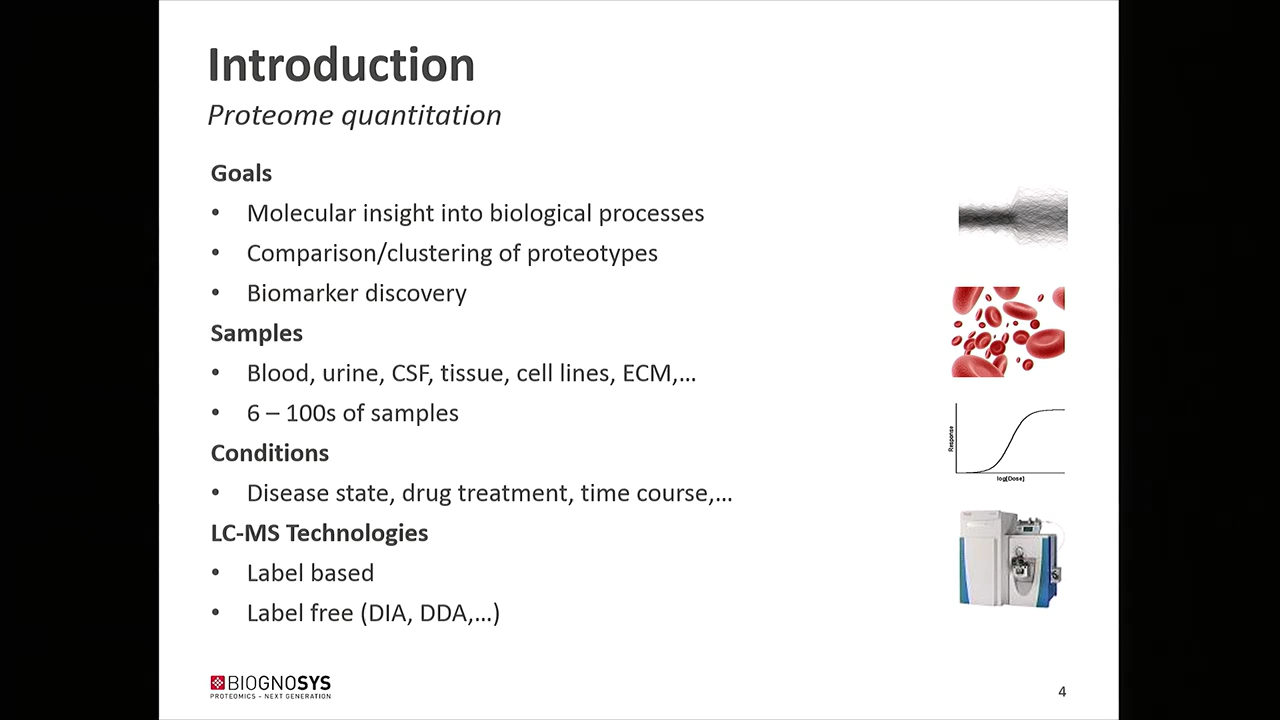 Introduction
Proteome quantitation
Goals
• Molecular insight into biological processes
• Comparison/clustering of proteotypes
• Biomarker discovery
Samples
• Blood, urine, CSF, tissue, cell lines, ECM,...
• 6 – 100s of samples
Conditions
• Disease state, drug treatment, time course,...
LC-MS Technologies
• Label based
• Label free (DIA, DDA,...)
Response
log[Dose]
BIOGNOSYS
PROTEOMICS – NEXT GENERATION
4